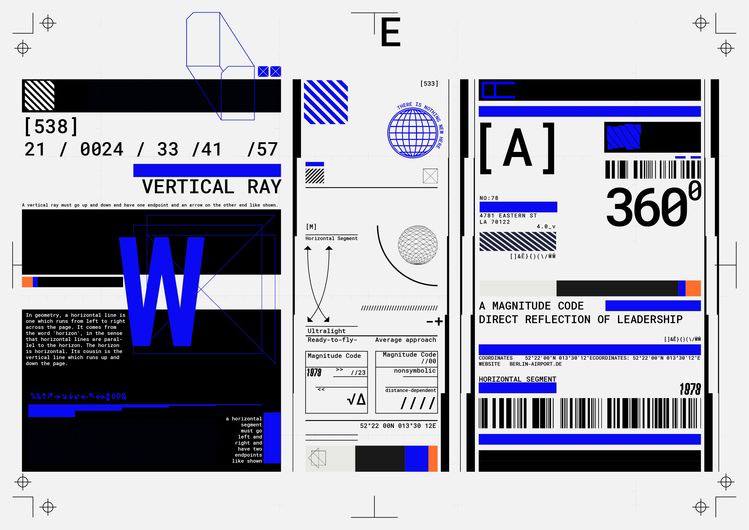 E
[538]
21 / 0024 / 33 /41 /57
VERTICAL RAY
A vertical ray must go up and down and have one endpoint and an arrow on the other end like shown.
W
In geometry, a horizontal line is
one which runs from left to right
across the page. It comes from
the word 'horizon', in the sense
that horizontal lines are paral-
lel to the horizon. The horizon
is horizontal. Its cousin is the
vertical line which runs up and
down the page.
a horizontal
segment
must go
left and
right and
have two
endpoints
like shown
[533]
THERE IS NOTHING NEW HERE
[M]
Horizontal Segment
-+
Ultralight
Ready-to-fly-
Average approach
Magnitude Code
1979 >> //23
<<
√∆
Magnitude Code
//00
nonsymbolic
distance-dependent
////
52°22 00N 013°30 12E
[A]
360°
NO:78
4781 EASTERN ST
LA 70122
4.0_v
A MAGNITUDE CODE
DIRECT REFLECTION OF LEADERSHIP
COORDINATES 52°22'00"N 013°30'12"ECOORDINATES: 52°22'00"N 013°30'12"E
WEBSITE BERLIN-AIRPORT.DE
HORIZONTAL SEGMENT
1979